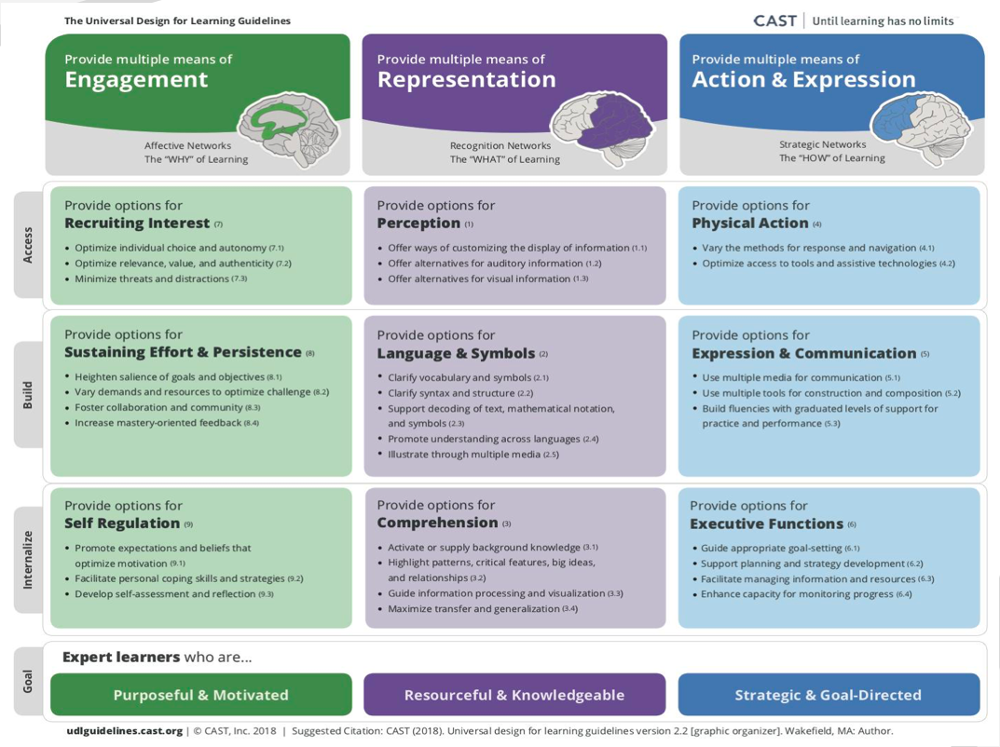 The Universal Design for Learning Guidelines
CAST | Until learning has no limits
Provide multiple means of
Engagement
Affective Networks
The “WHY” of Learning
Provide multiple means of
Representation
Recognition Networks
The “WHAT” of Learning
Provide multiple means of
Action & Expression
Strategic Networks
The “HOW” of Learning
Access
Provide options for
Recruiting Interest (7)
• Optimize individual choice and autonomy (7.1)
• Optimize relevance, value, and authenticity (7.2)
• Minimize threats and distractions (7.3)
Provide options for
Perception (1)
• Offer ways of customizing the display of information (1.1)
• Offer alternatives for auditory information (1.2)
• Offer alternatives for visual information (1.3)
Provide options for
Physical Action (4)
• Vary the methods for response and navigation (4.1)
• Optimize access to tools and assistive technologies (4.2)
Build
Provide options for
Sustaining Effort & Persistence (8)
• Heighten salience of goals and objectives (8.1)
• Vary demands and resources to optimize challenge (8.2)
• Foster collaboration and community (8.3)
• Increase mastery-oriented feedback (8.4)
Provide options for
Language & Symbols (2)
• Clarify vocabulary and symbols (2.1)
• Clarify syntax and structure (2.2)
• Support decoding of text, mathematical notation,
and symbols (2.3)
• Promote understanding across languages (2.4)
• Illustrate through multiple media (2.5)
Provide options for
Expression & Communication (5)
• Use multiple media for communication (5.1)
• Use multiple tools for construction and composition (5.2)
• Build fluencies with graduated levels of support for
practice and performance (5.3)
Internalize
Provide options for
Self Regulation (9)
• Promote expectations and beliefs that
optimize motivation (9.1)
• Facilitate personal coping skills and strategies (9.2)
• Develop self-assessment and reflection (9.3)
Provide options for
Comprehension (3)
• Activate or supply background knowledge (3.1)
• Highlight patterns, critical features, big ideas,
and relationships (3.2)
• Guide information processing and visualization (3.3)
• Maximize transfer and generalization (3.4)
Provide options for
Executive Functions (6)
• Guide appropriate goal-setting (6.1)
• Support planning and strategy development (6.2)
• Facilitate managing information and resources (6.3)
• Enhance capacity for monitoring progress (6.4)
Goal
Expert learners who are...
Purposeful & Motivated
Resourceful & Knowledgeable
Strategic & Goal-Directed
udlguidelines.cast.org | © CAST, Inc. 2018 | Suggested Citation: CAST (2018). Universal design for learning guidelines version 2.2 [graphic organizer]. Wakefield, MA: Author.